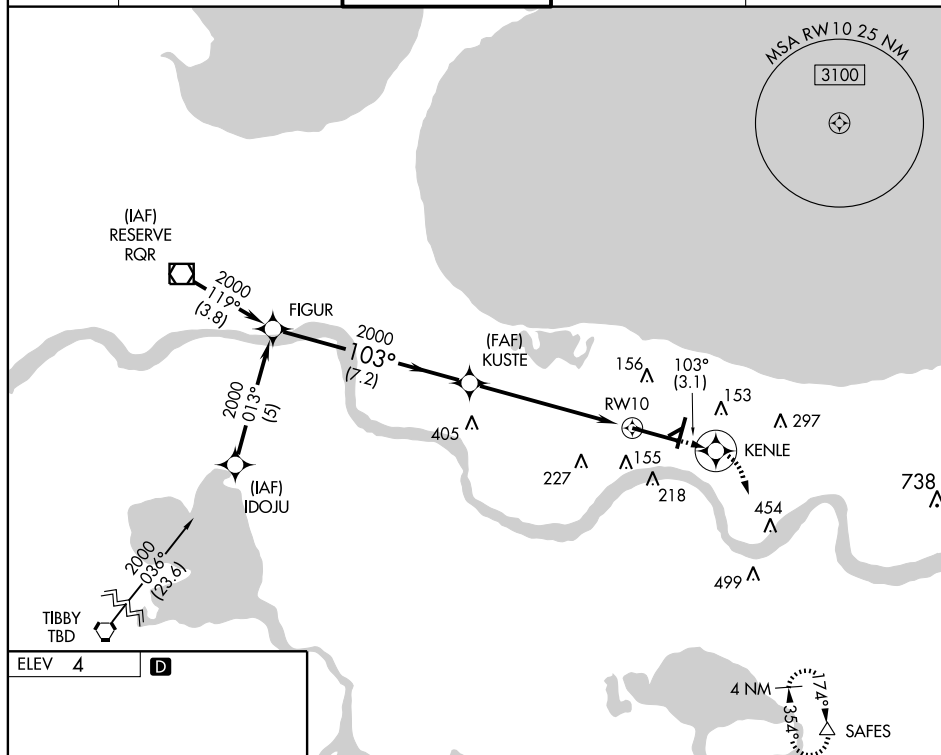 MSA RW10 25 NM
3100
(IAF)
RESERVE
RQR
2000
119°
(3.8)
FIGUR
2000
103°
(7.2)
(FAF)
KUSTE
156
103°
(3.1)
153
RW10
297
2000
013°
(5)
405
KENLE
227
155
218
(IAF)
IDOJU
738
454
2000
036°
(23.6)
499
TIBBY
TBD
ELEV 4
D
4 NM
174°
354°
SAFES